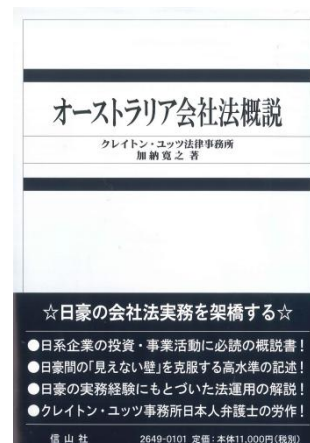 オーストラリア会社法概説
クレイトン・ユッツ法律事務所
加納寛之 著
☆日豪の会社法実務を架橋する☆
●日系企業の投資・事業活動に必読の概説書!
●日豪間の「見えない壁」を克服する高水準の記述!
●日豪の実務経験にもとづいた法運用の解説!
●クレイトン・ユッツ事務所日本人弁護士の労作!
信山社 2649-0101 定価:本体11,000円(税別)